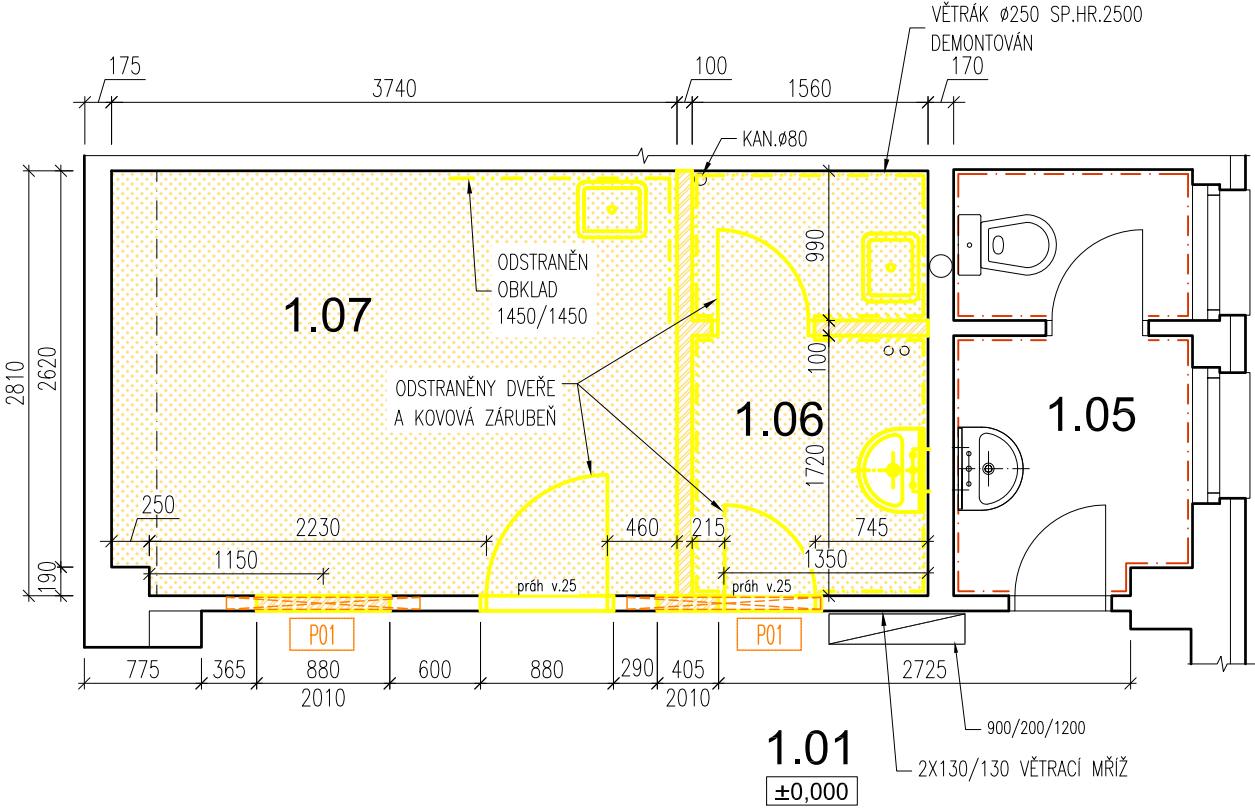 VĚTRÁK ø250 SP.HR.2500
DEMONTOVÁN
175
3740
100
1560
170
KAN.ø80
ODSTRANĚN
OBKLAD
1450/1450
990
1.07
2810
2620
100
ODSTRANĚNY DVEŘE
A KOVOVÁ ZÁRUBEŇ
1.06
1.05
1720
250
2230
460
215
745
1150
1350
190
práh v.25
práh v.25
P01
P01
775
365
880
600
880
290
405
2725
2010
2010
900/200/1200
1.01
±0,000
2X130/130 VĚTRACÍ MŘÍŽ